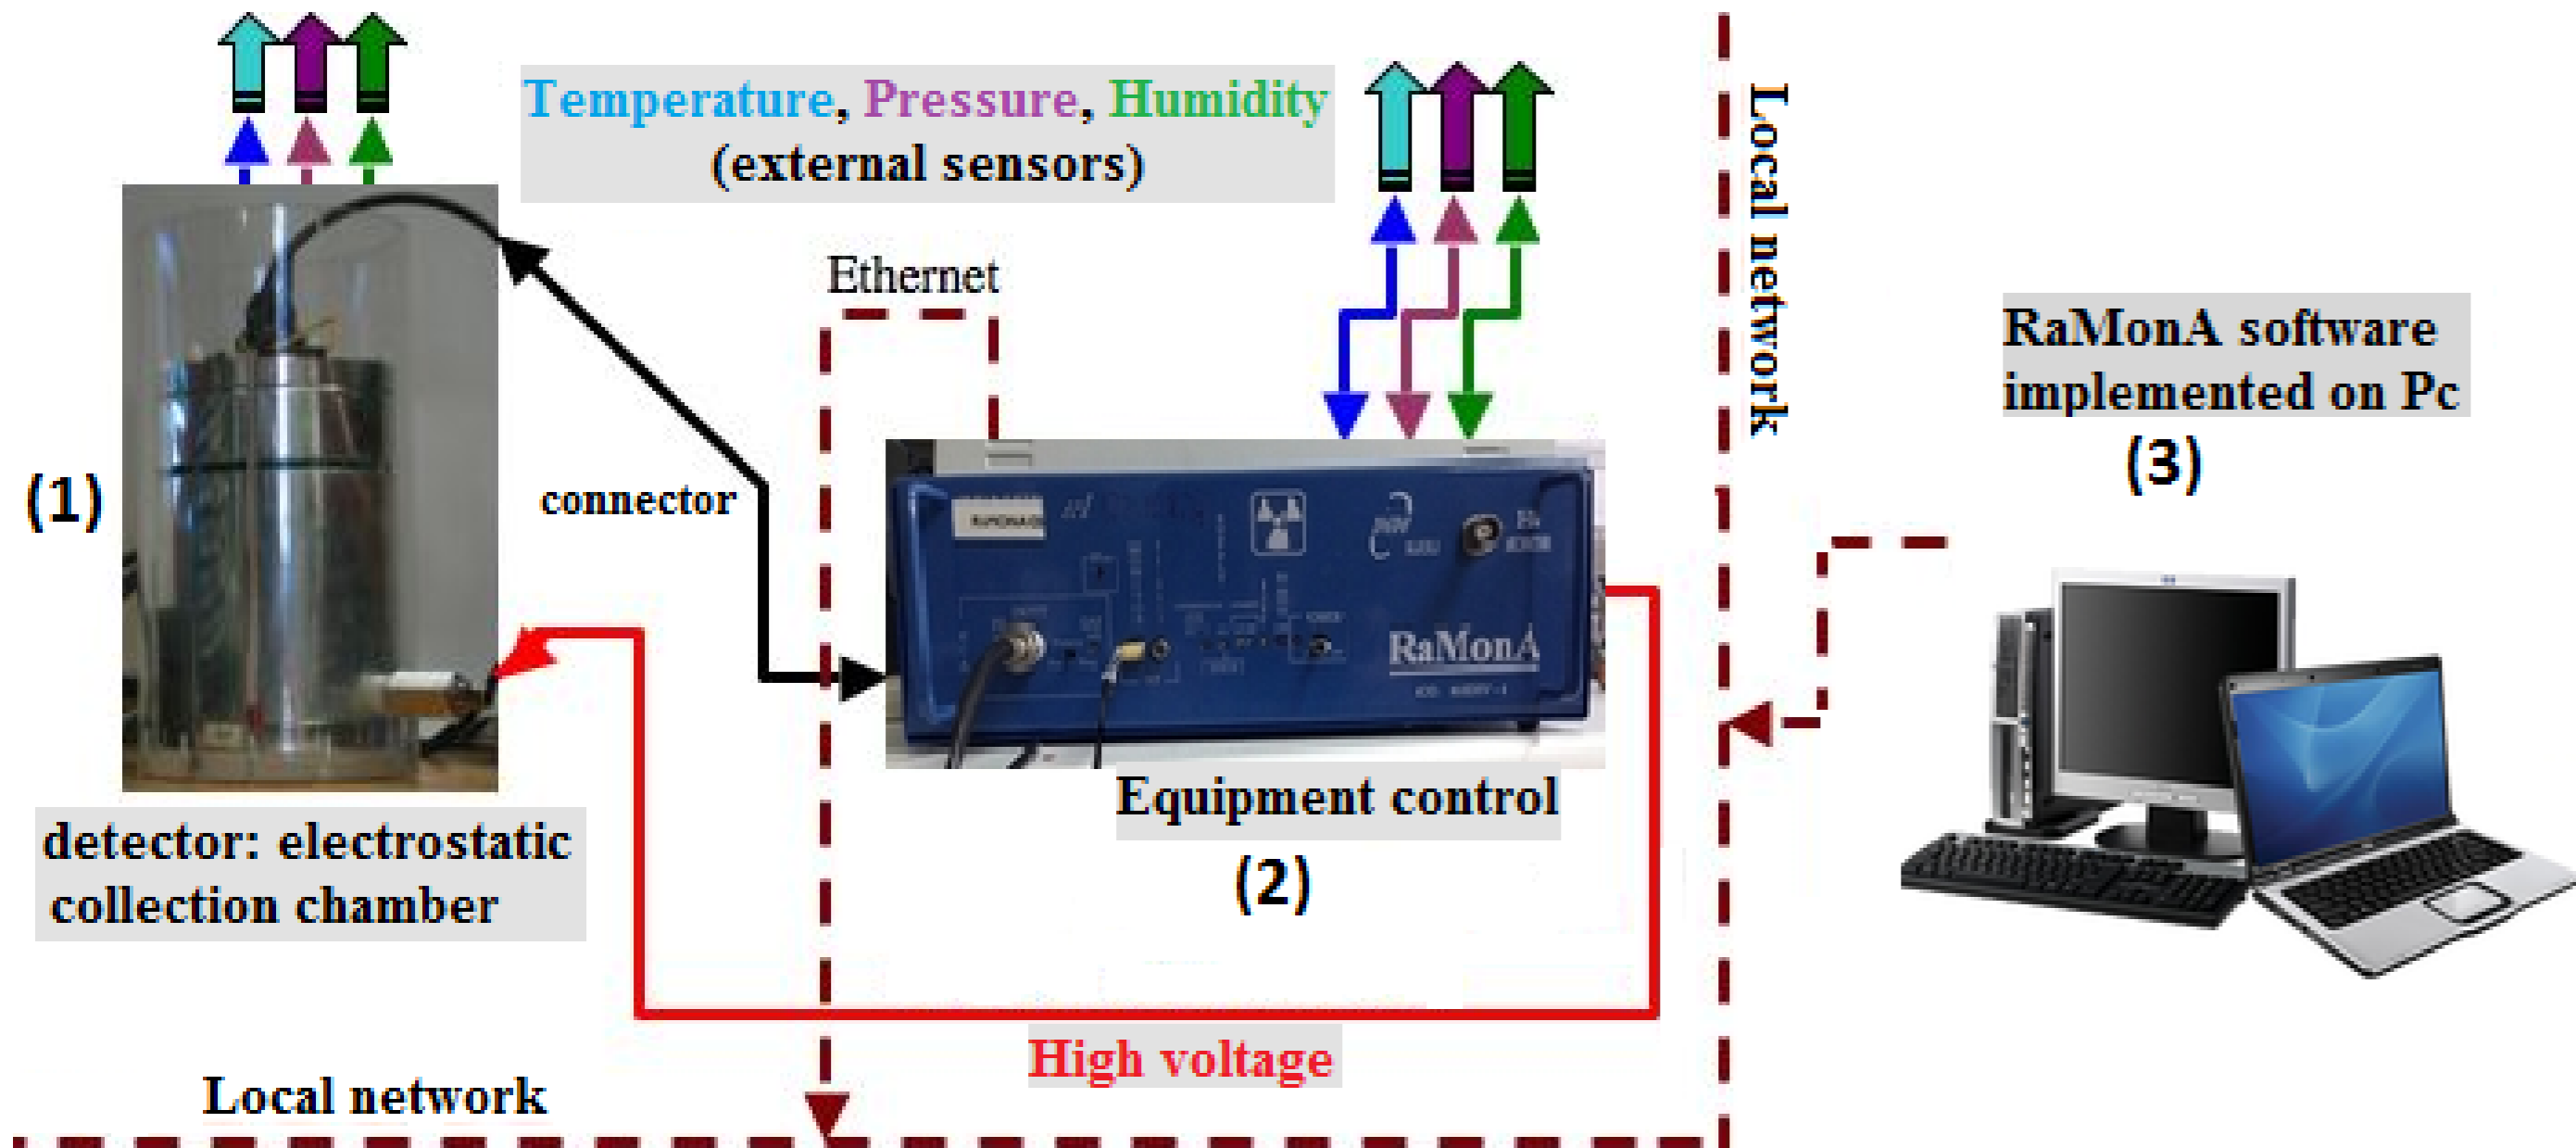 Temperature, Pressure, Humidity
(external sensors)
Local network
Ethernet
RaMonA software
implemented on Pc
(3)
(1)
connector
RaMonA
Equipment control
(2)
detector: electrostatic
collection chamber
High voltage
Local network